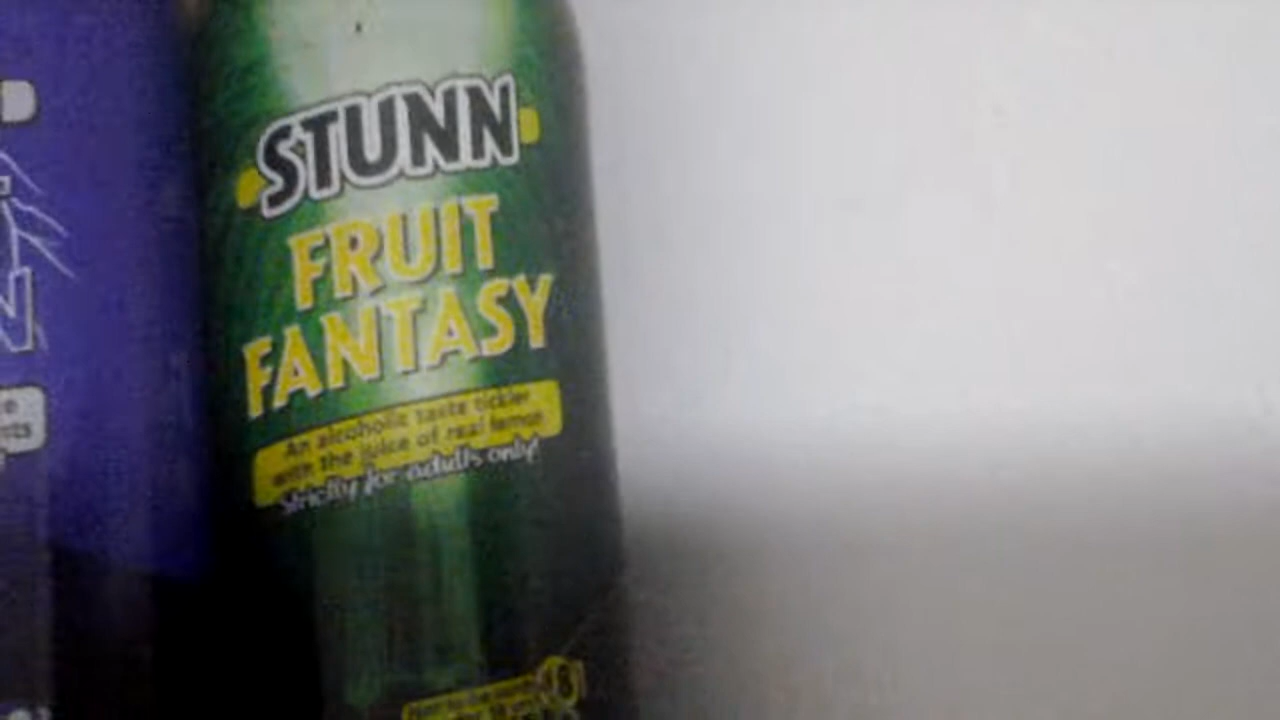 STUNN
FRUIT
FANTASY
An alcoholic taste tickler
with the juice of real lemon
Strictly for adults only!